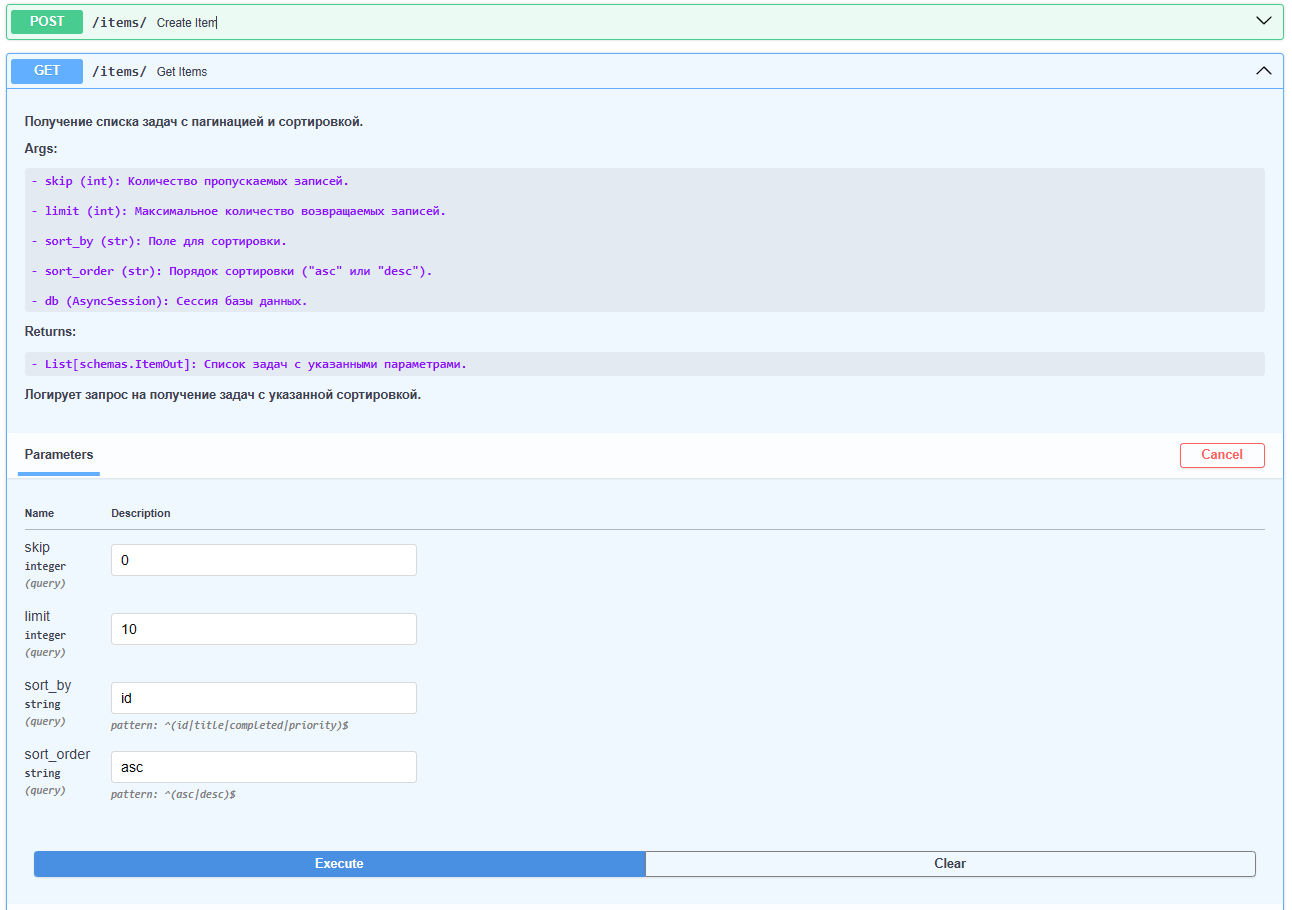 POST /items/ Create Item
GET /items/ Get Items
Получение списка задач с пагинацией и сортировкой.
Args:
- skip (int): Количество пропускаемых записей.
- limit (int): Максимальное количество возвращаемых записей.
- sort_by (str): Поле для сортировки.
- sort_order (str): Порядок сортировки ("asc" или "desc").
- db (AsyncSession): Сессия базы данных.
Returns:
- List[schemas.ItemOut]: Список задач с указанными параметрами.
Логирует запрос на получение задач с указанной сортировкой.
Parameters Cancel
Name Description
skip
integer
(query)
0
limit
integer
(query)
10
sort_by
string
(query)
id
pattern: ^(id|title|completed|priority)$
sort_order
string
(query)
asc
pattern: ^(asc|desc)$
Execute Clear